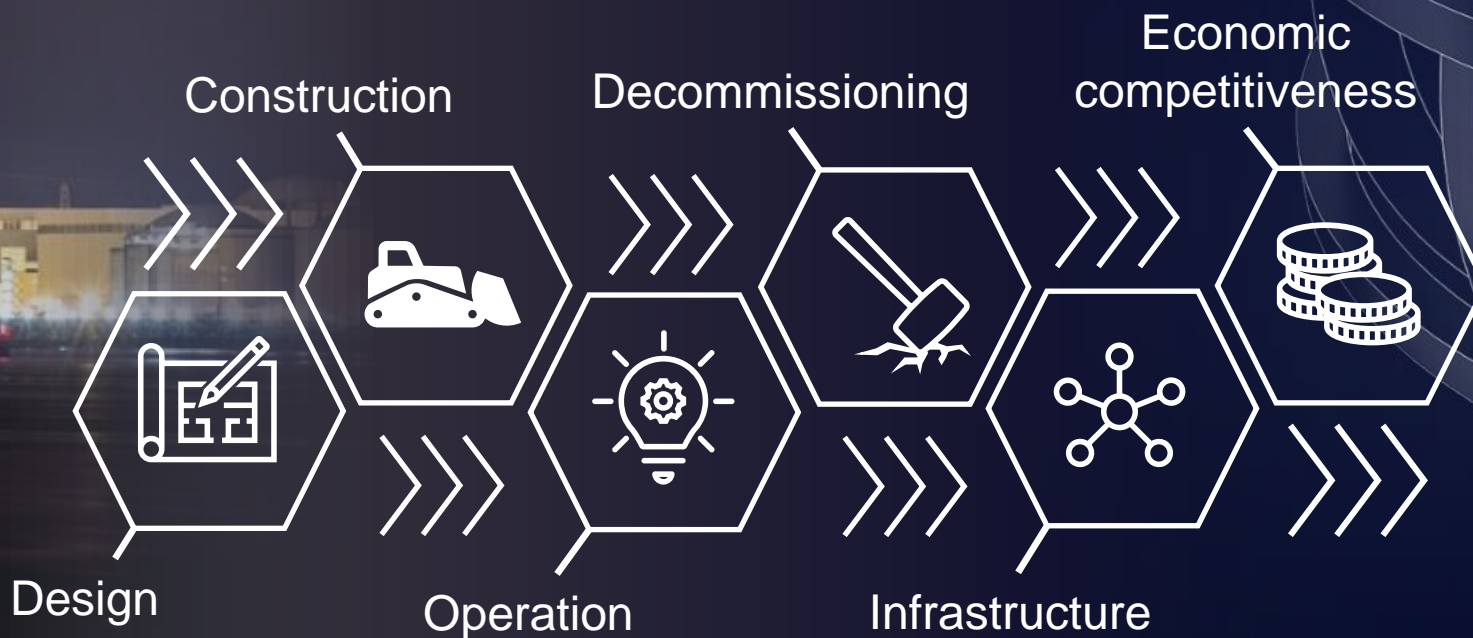 Economic
competitiveness
Construction
Decommissioning
Design
Operation
Infrastructure